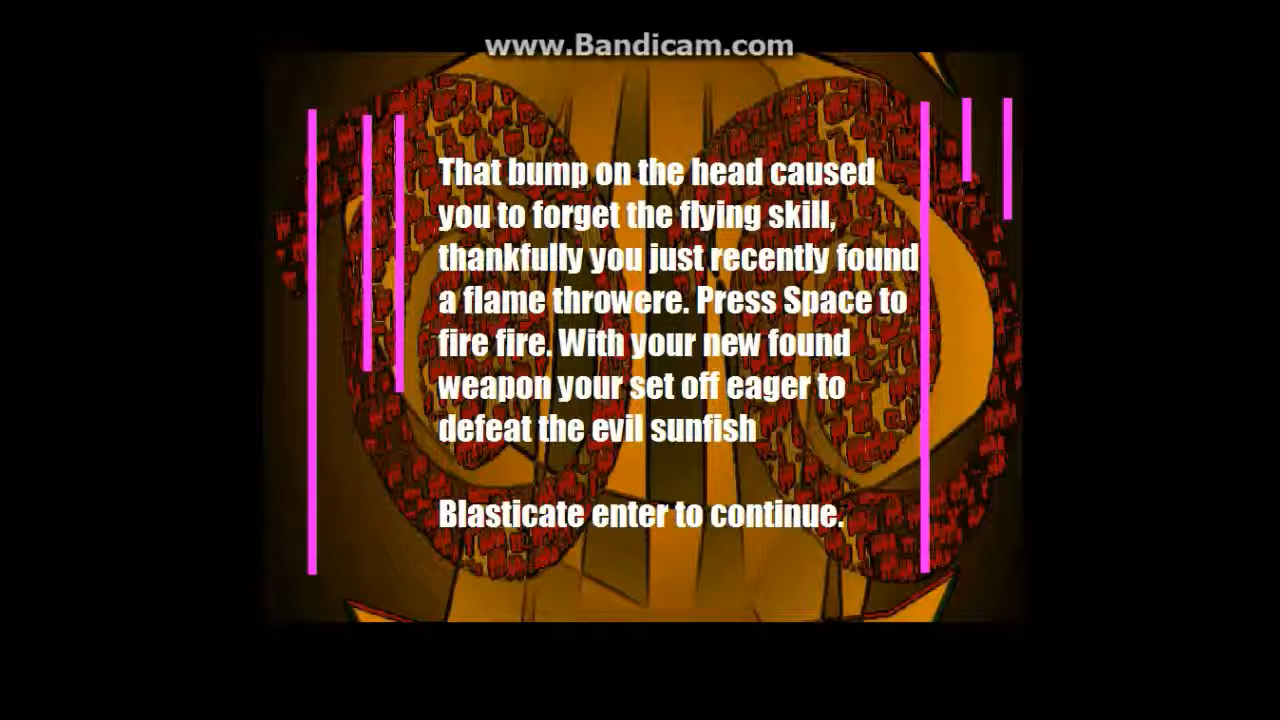 www.Bandicam.com
That bump on the head caused
you to forget the flying skill,
thankfully you just recently found
a flame throwere. Press Space to
fire fire. With your new found
weapon your set off eager to
defeat the evil sunfish
Blasticate enter to continue.